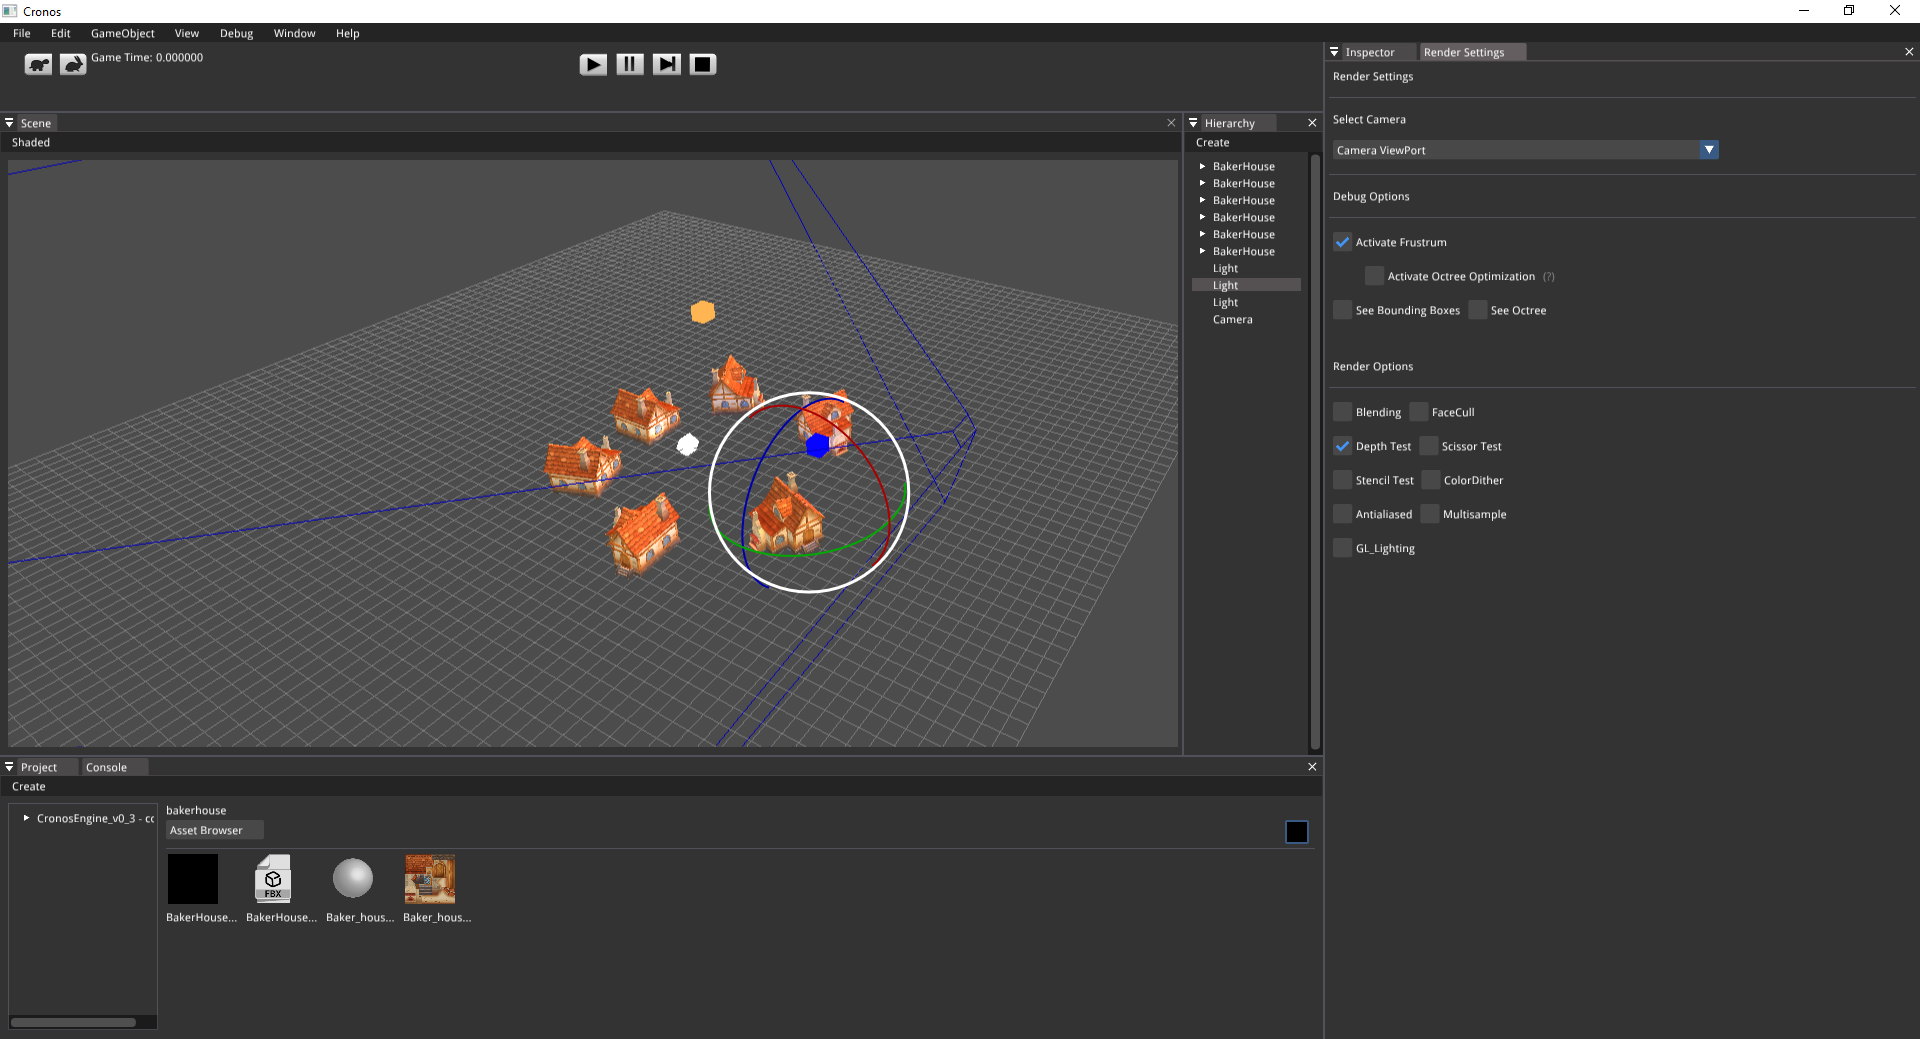 Cronos
File Edit GameObject View Debug Window Help
Game Time: 0.000000
Scene
Shaded
Hierarchy
Create
BakerHouse
BakerHouse
BakerHouse
BakerHouse
BakerHouse
BakerHouse
Light
Light
Light
Camera
Inspector Render Settings
Render Settings
Select Camera
Camera ViewPort
Debug Options
Activate Frustrum
Activate Octree Optimization (?)
See Bounding Boxes See Octree
Render Options
Blending FaceCull
Depth Test Scissor Test
Stencil Test ColorDither
Antialiased Multisample
GL_Lighting
Project Console
Create
CronosEngine_v0_3 - cc
bakerhouse
Asset Browser
FBX
BakerHouse... BakerHouse... Baker_hous... Baker_hous...